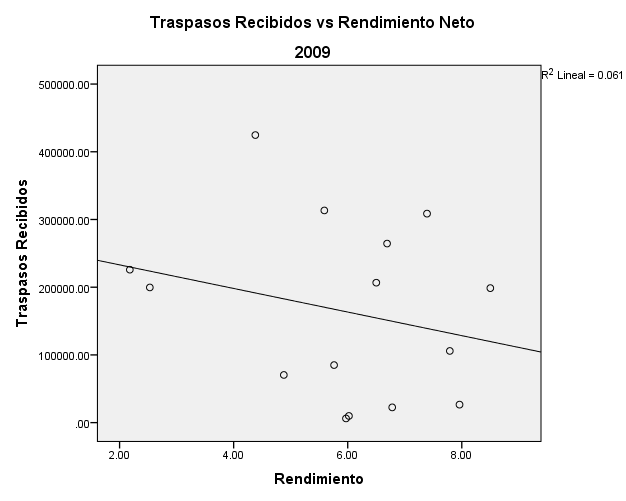 Traspasos Recibidos vs Rendimiento Neto
2009
R2 Lineal = 0.061
500000.00
400000.00
300000.00
200000.00
100000.00
.00
Traspasos Recibidos
2.00 4.00 6.00 8.00
Rendimiento